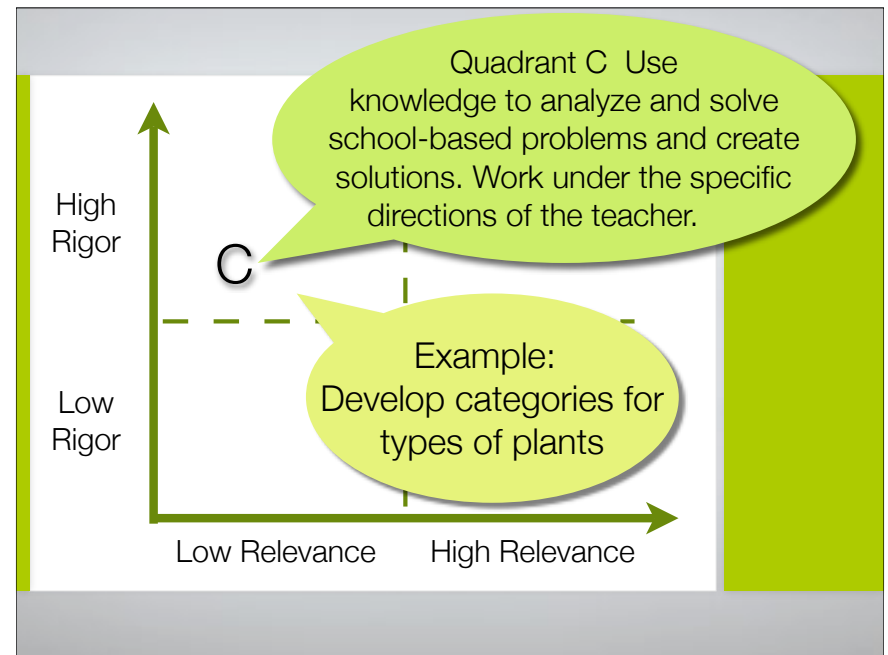 Quadrant C  Use
knowledge to analyze and solve
school-based problems and create
solutions. Work under the specific
directions of the teacher.
High
Rigor
C
Example:
Develop categories for
types of plants
Low
Rigor
Low Relevance
High Relevance